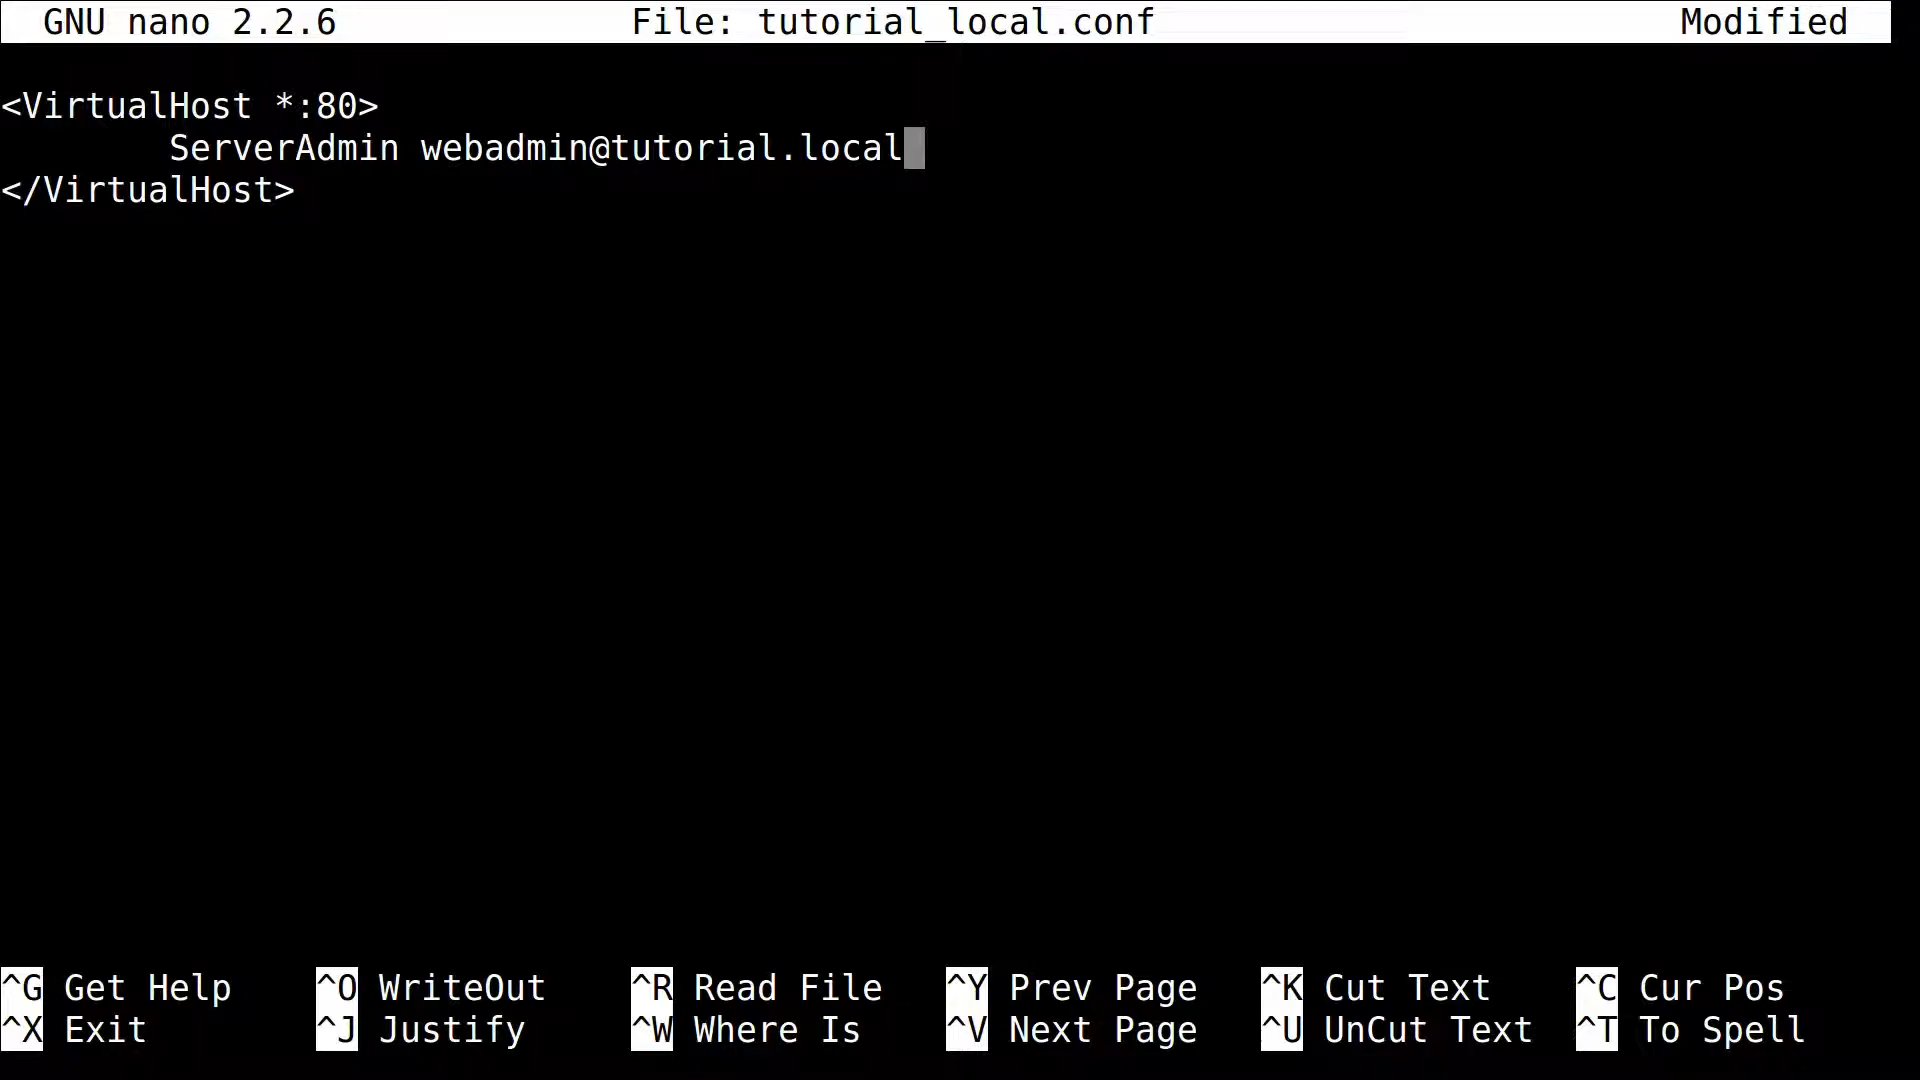 GNU nano 2.2.6 File: tutorial_local.conf Modified
<VirtualHost *:80>
ServerAdmin webadmin@tutorial.local
</VirtualHost>
^G Get Help ^O WriteOut ^R Read File ^Y Prev Page ^K Cut Text ^C Cur Pos
^X Exit ^J Justify ^W Where Is ^V Next Page ^U UnCut Text ^T To Spell